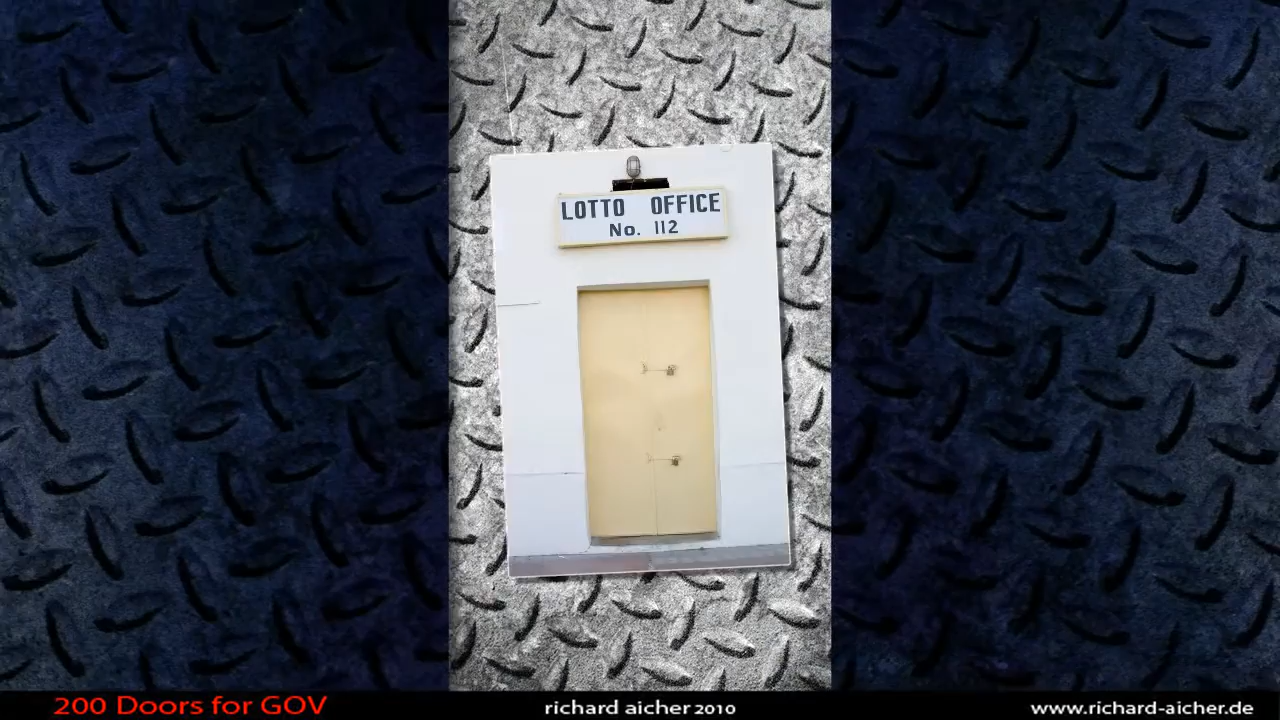 LOTTO OFFICE
No. 112
200 Doors for GOV
richard aicher 2010
www.richard-aicher.de